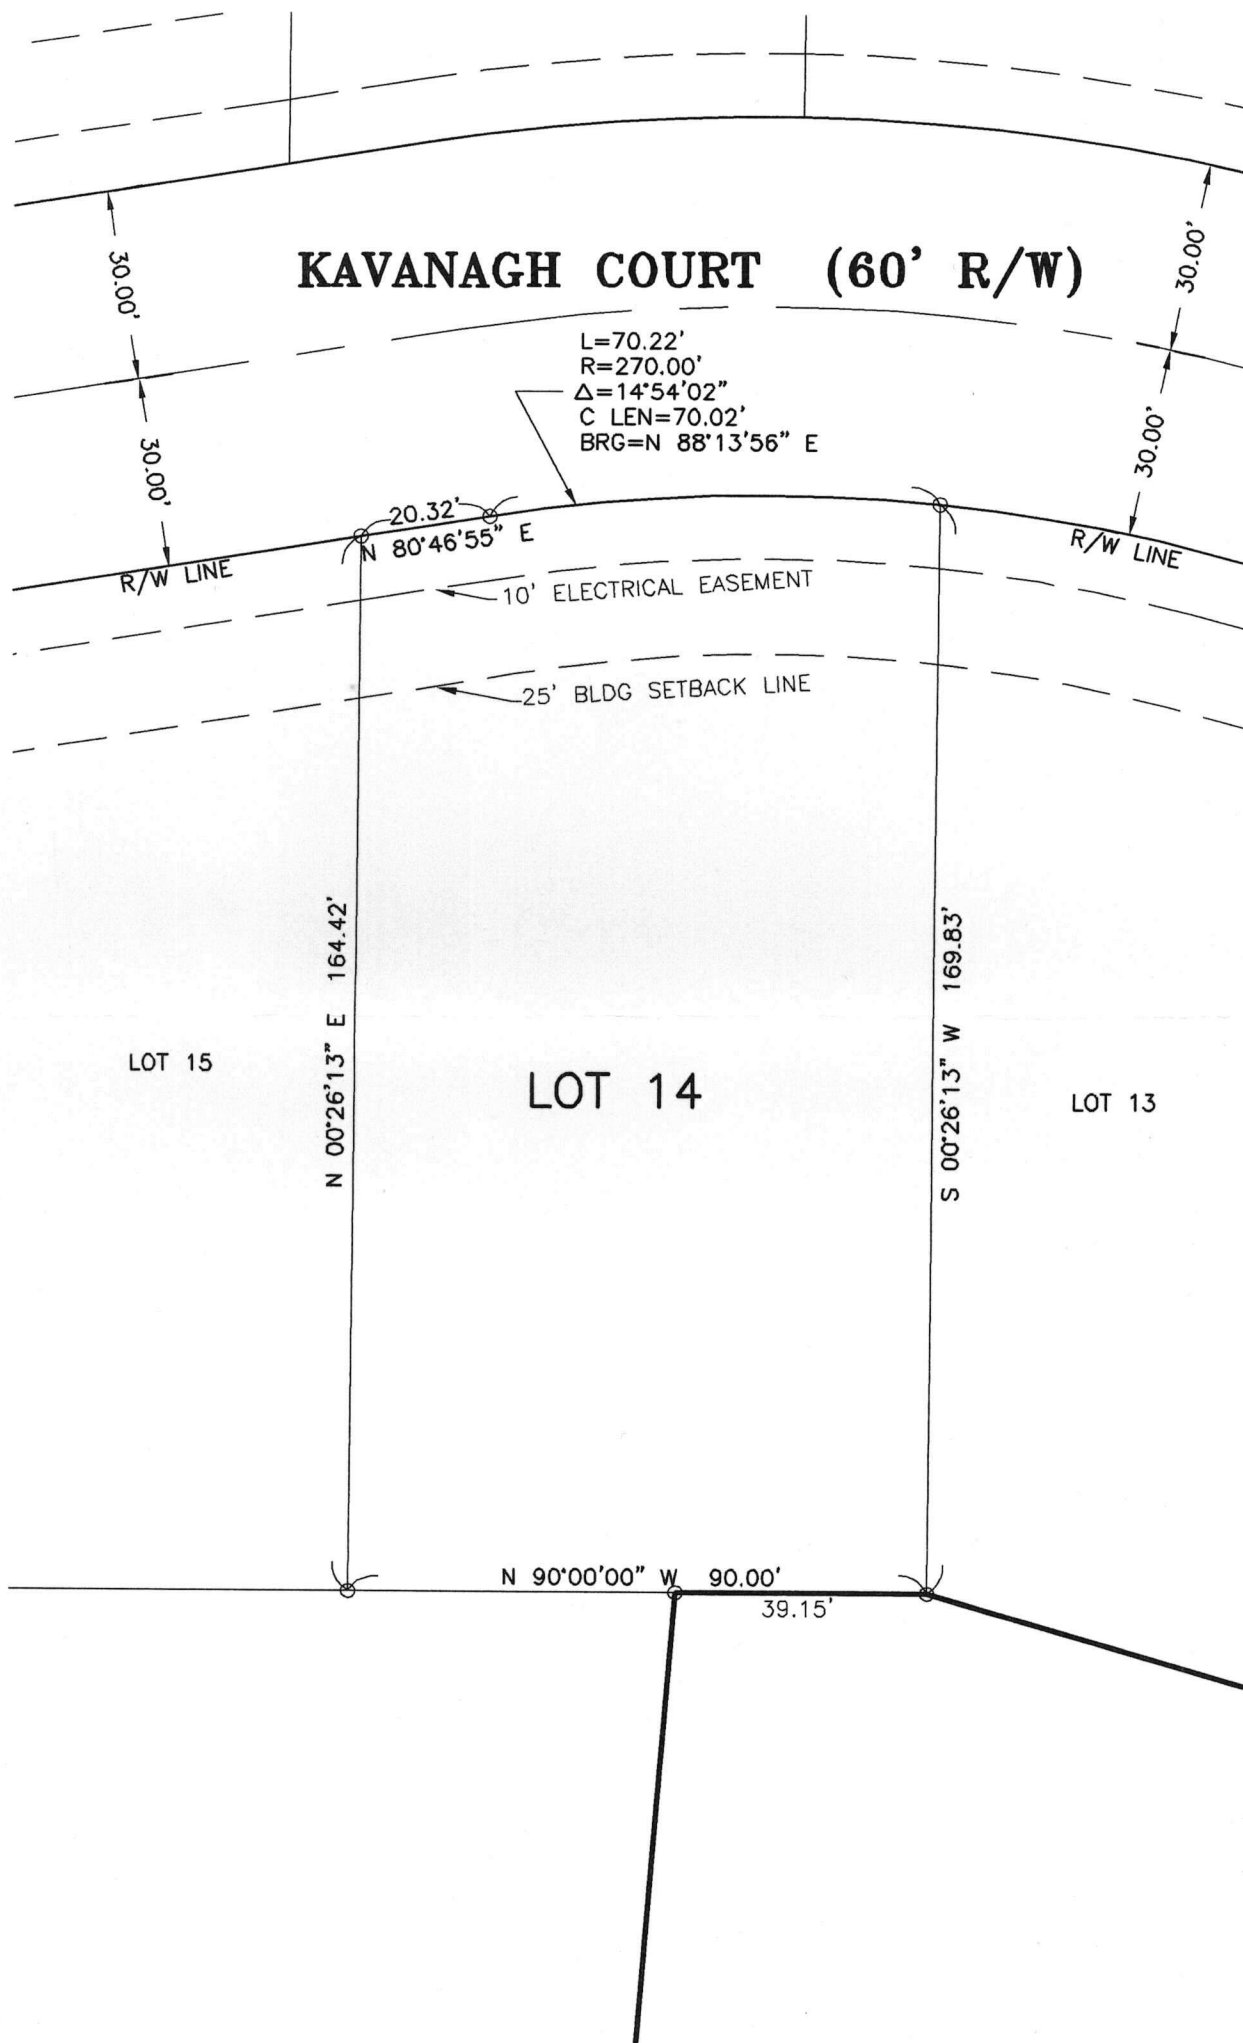 KAVANAGH COURT (60' R/W)
30.00'
30.00'
30.00'
30.00'
L=70.22'
R=270.00'
Δ=14°54'02"
C LEN=70.02'
BRG=N 88°13'56" E
20.32'
N 80°46'55" E
R/W LINE
R/W LINE
10' ELECTRICAL EASEMENT
25' BLDG SETBACK LINE
N 00°26'13" E 164.42'
S 00°26'13" W 169.83'
LOT 15
LOT 14
LOT 13
N 90°00'00" W 90.00'
39.15'